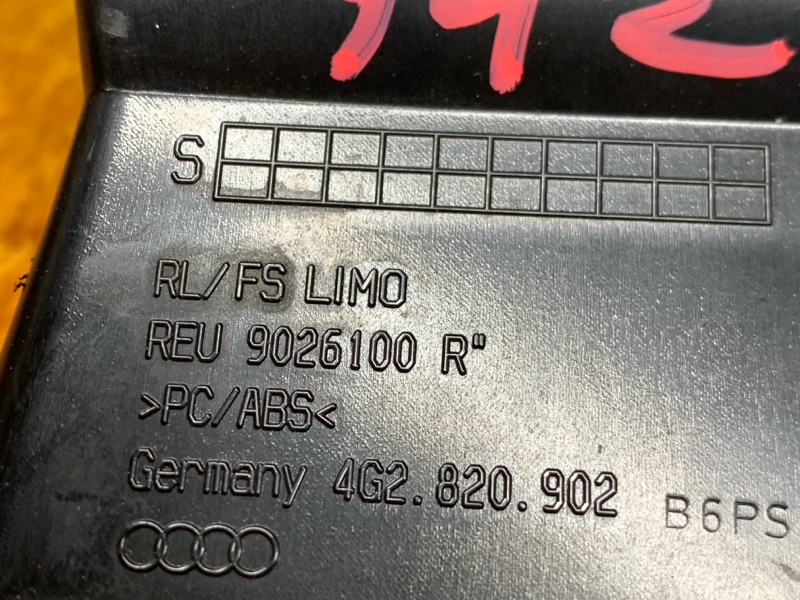 S
RL/FS LIMO
REU 9026100 R"
>PC/ABS<
Germany 4G2.820.902 B6PS